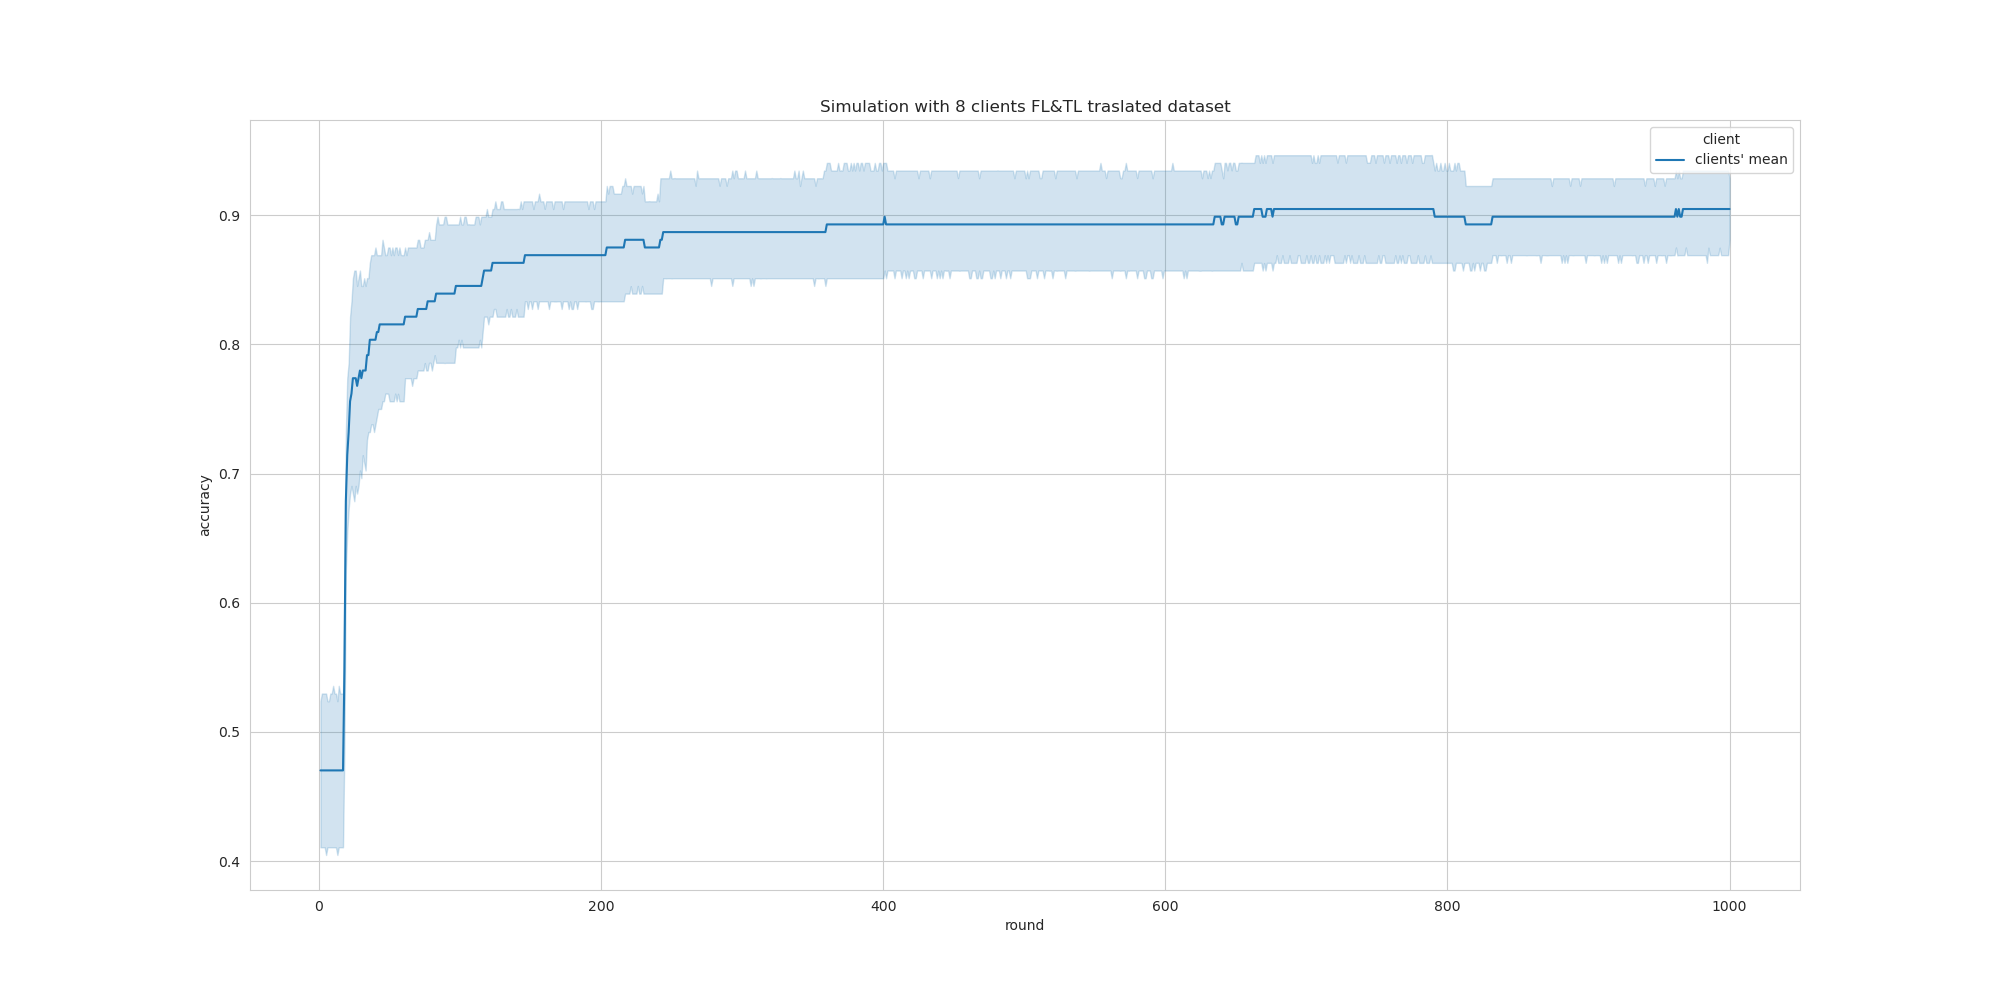 Simulation with 8 clients FL&TL traslated dataset
client
clients' mean
accuracy
0.9
0.8
0.7
0.6
0.5
0.4
0 200 400 600 800 1000
round